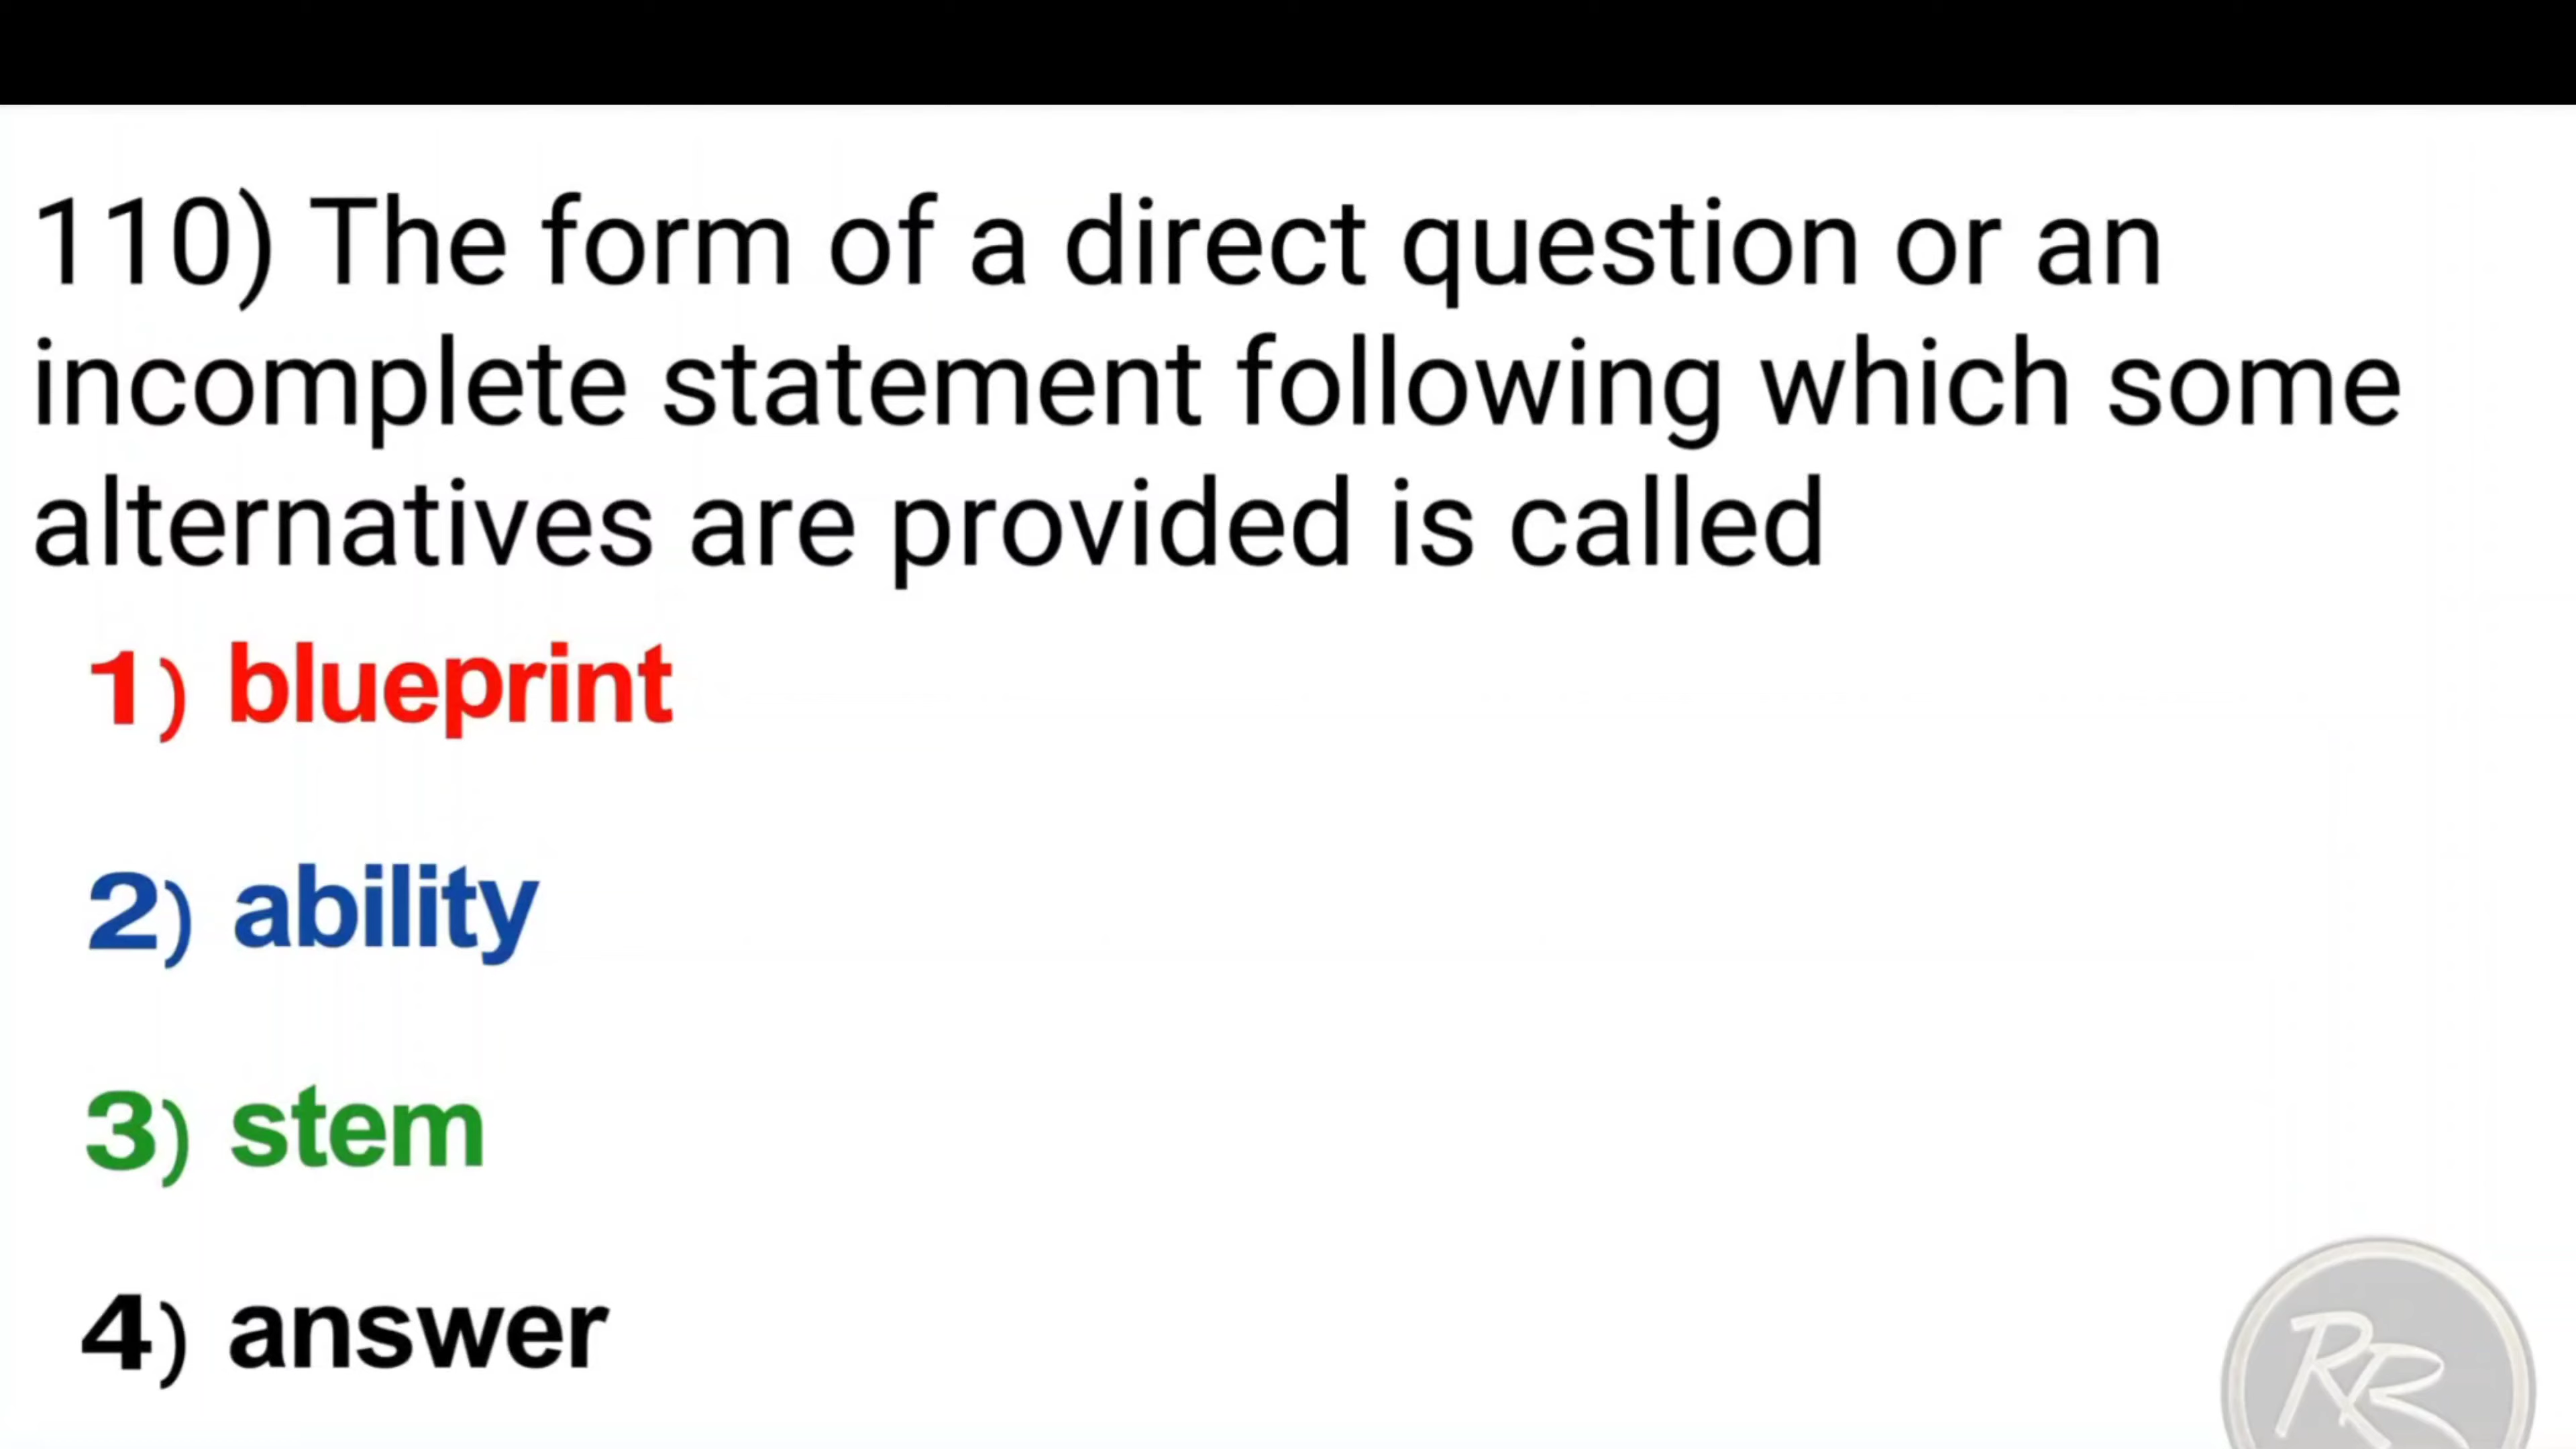 110) The form of a direct question or an
incomplete statement following which some
alternatives are provided is called
1) blueprint
2) ability
3) stem
4) answer
RR